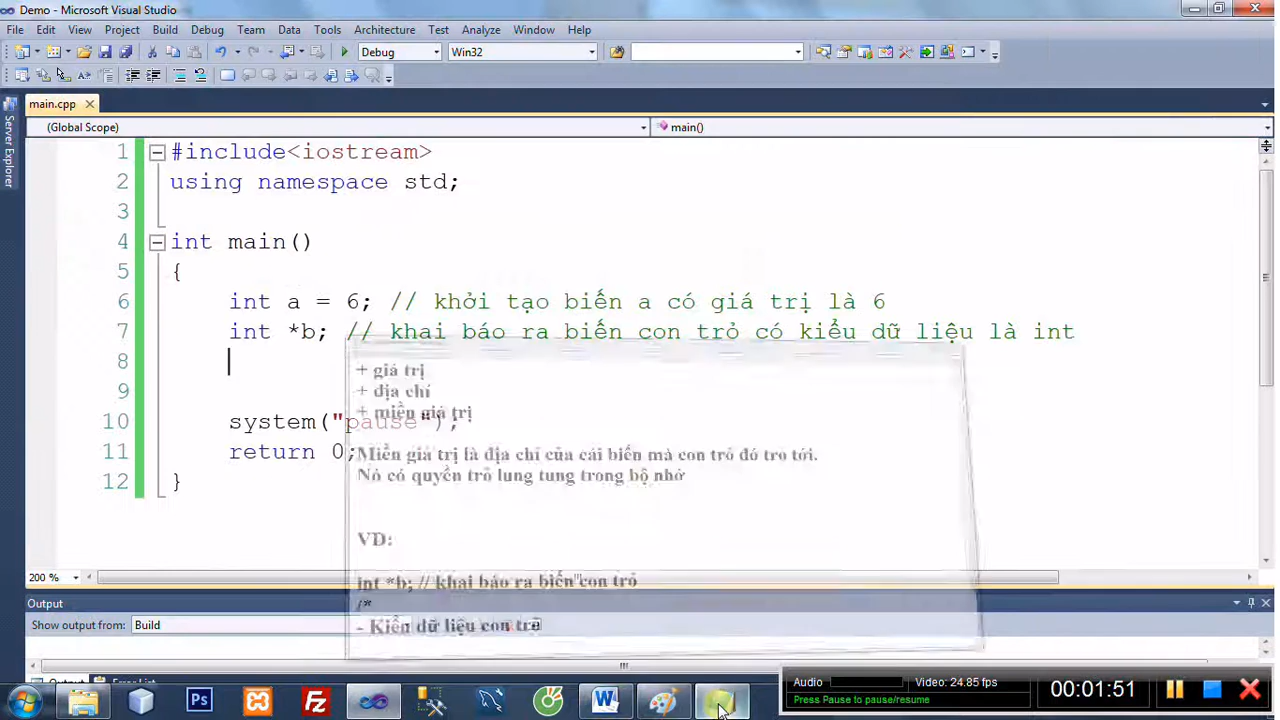 Demo - Microsoft Visual Studio
File Edit View Project Build Debug Team Data Tools Architecture Test Analyze Window Help
Debug Win32
main.cpp
(Global Scope) main()
Server Explorer
1 #include<iostream>
2 using namespace std;
3
4 int main()
5 {
6 int a = 6; // khởi tạo biến a có giá trị là 6
7 int *b; // khai báo ra biến con trỏ có kiểu dữ liệu là int
8
9
10 system("pause");
11 return 0;
12 }
+ giá trị
+ địa chỉ
+ miền giá trị
Miền giá trị là địa chỉ của cái biến mà con trỏ đó trỏ tới.
Nó có quyền trỏ lung tung trong bộ nhớ
VD:
int *b; // khai báo ra biến con trỏ
/*
- Kiểu dữ liệu con trỏ
200 %
Output
Show output from: Build
Output Error List
Audio Video: 24.85 fps
Press Pause to pause/resume
00:01:51